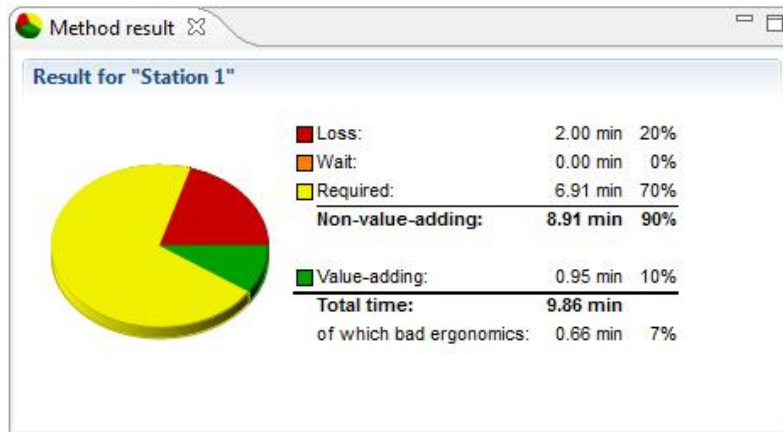 Method result
Result for "Station 1"
Loss: 2.00 min 20%
Wait: 0.00 min 0%
Required: 6.91 min 70%
Non-value-adding: 8.91 min 90%
Value-adding: 0.95 min 10%
Total time: 9.86 min
of which bad ergonomics: 0.66 min 7%